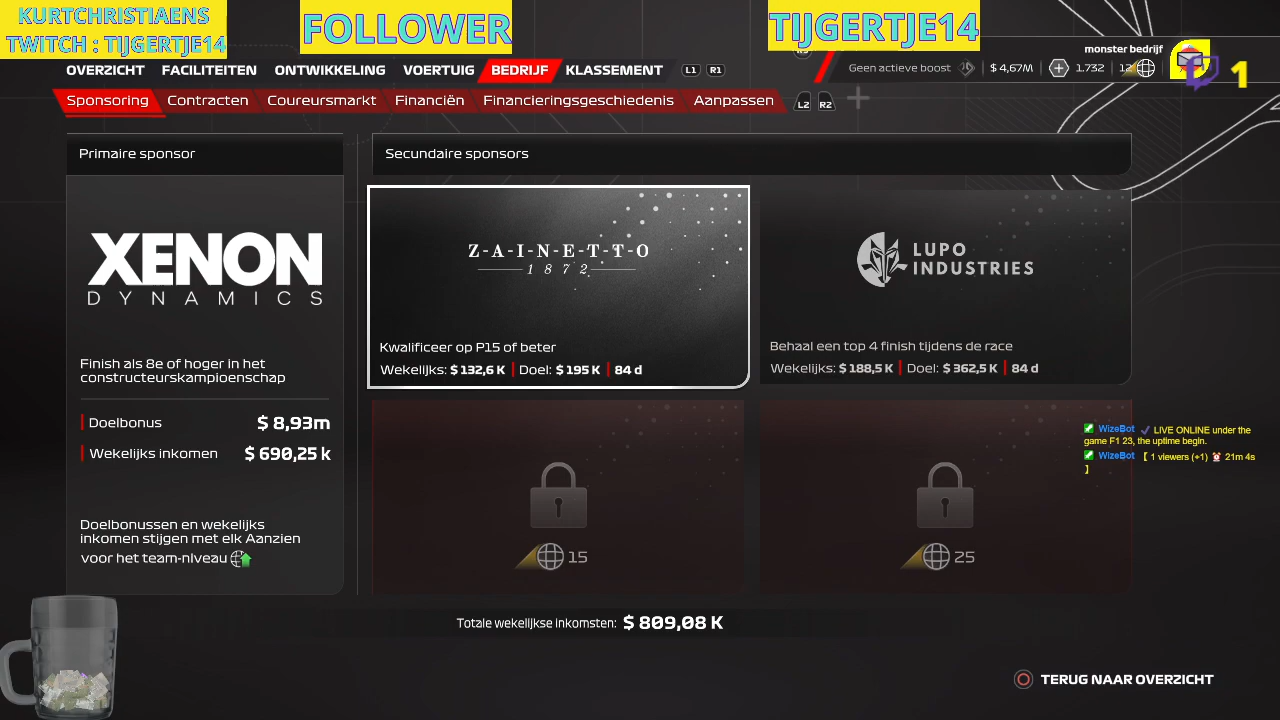 KURTCHRISTIAENS
TWITCH : TIJGERTJE14
FOLLOWER
TIJGERTJE14
monster bedrijf
Geen actieve boost
$ 4,67M
1.732
12
1
OVERZICHT FACILITEITEN ONTWIKKELING VOERTUIG BEDRIJF KLASSEMENT L1 R1
Sponsoring Contracten Coureursmarkt Financiën Financieringsgeschiedenis Aanpassen L2 R2
Primaire sponsor
XENON
DYNAMICS
Finish als 8e of hoger in het
constructeurskampioenschap
Doelbonus $ 8,93m
Wekelijks inkomen $ 690,25 k
Doelbonussen en wekelijks
inkomen stijgen met elk Aanzien
voor het team-niveau
Secundaire sponsors
Z-A-I-N-E-T-T-O
1872
Kwalificeer op P15 of beter
Wekelijks: $ 132,6 K Doel: $ 195 K 84 d
LUPO
INDUSTRIES
Behaal een top 4 finish tijdens de race
Wekelijks: $ 188,5 K Doel: $ 362,5 K 84 d
15
25
WizeBot LIVE ONLINE under the
game F1 23, the uptime begin.
WizeBot 【 1 viewers (+1) ⏰ 21m 4s
】
Totale wekelijkse inkomsten: $ 809,08 K
TERUG NAAR OVERZICHT